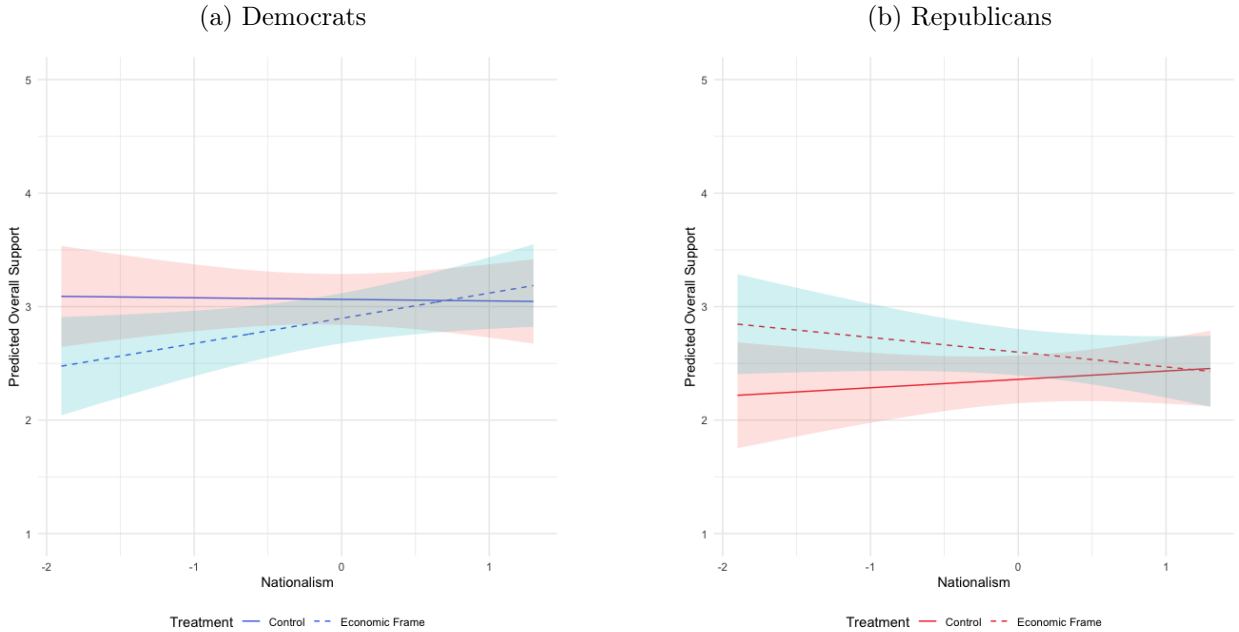 (a) Democrats
5
4
3
2
1
Predicted Overall Support
-2 -1 0 1
Nationalism
Treatment Control Economic Frame
(b) Republicans
5
4
3
2
1
Predicted Overall Support
-2 -1 0 1
Nationalism
Treatment Control Economic Frame